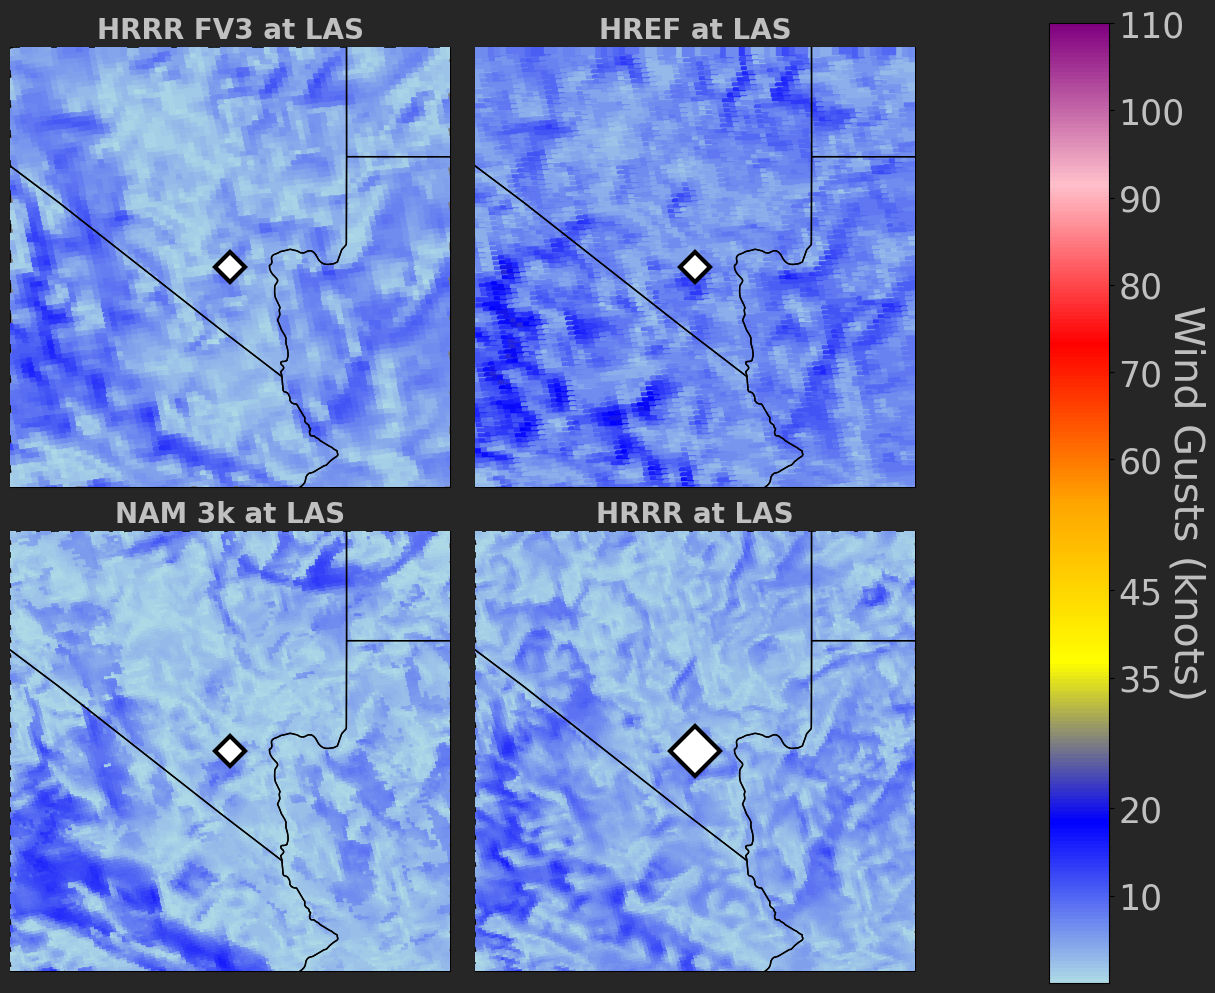 HRRR FV3 at LAS
HREF at LAS
NAM 3k at LAS
HRRR at LAS
110
100
90
80
70
60
45
35
20
10
Wind Gusts (knots)